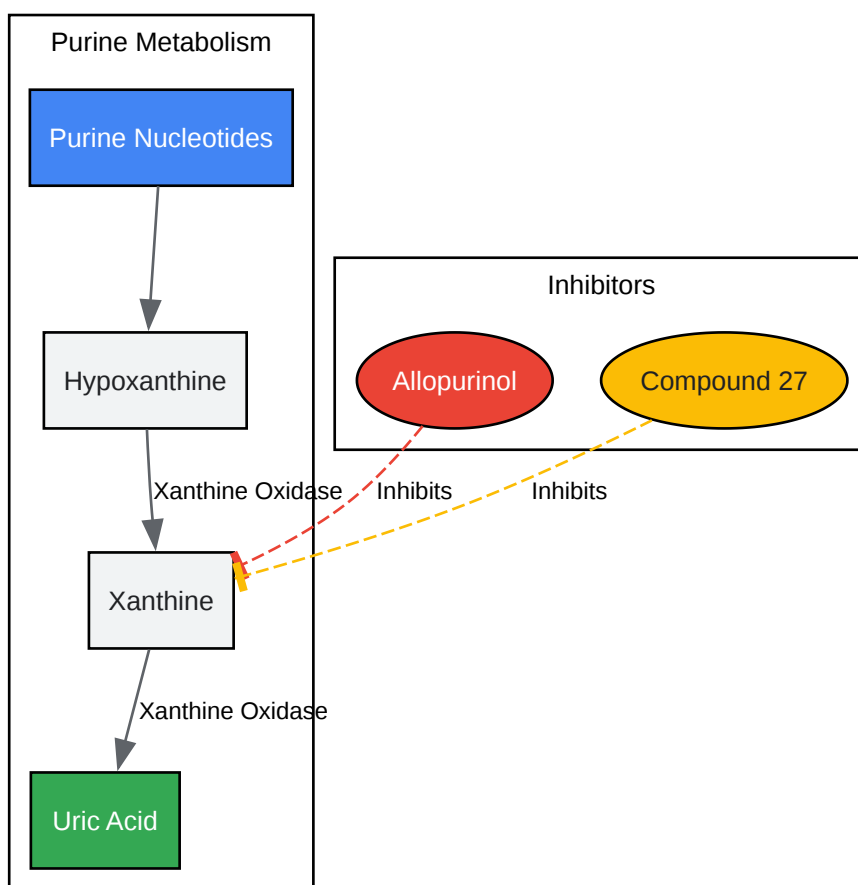 Purine Metabolism
Purine Nucleotides
Inhibitors
Hypoxanthine
Allopurinol
Compound 27
Xanthine Oxidase
Inhibits
Inhibits
Xanthine
Xanthine Oxidase
Uric Acid